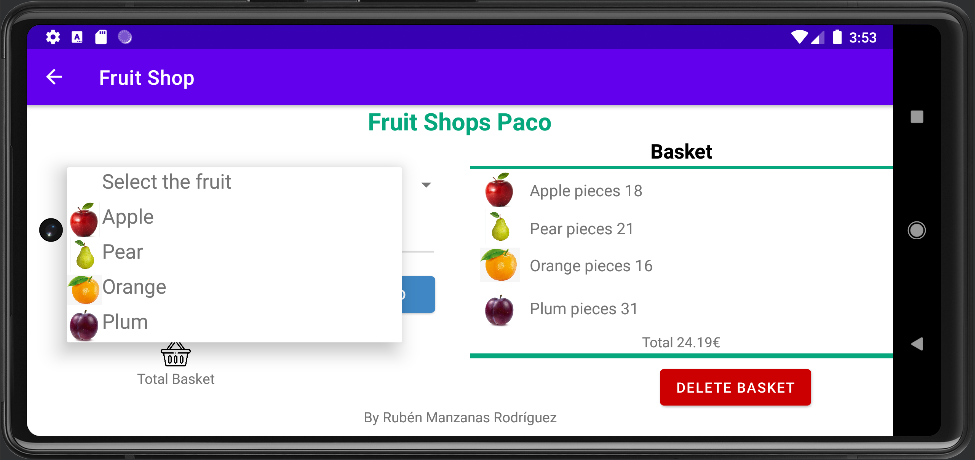 3:53
Fruit Shop
Fruit Shops Paco
Select the fruit
Apple
Pear
Orange
Plum
Total Basket
Basket
Apple pieces 18
Pear pieces 21
Orange pieces 16
Plum pieces 31
Total 24.19€
DELETE BASKET
By Rubén Manzanas Rodríguez